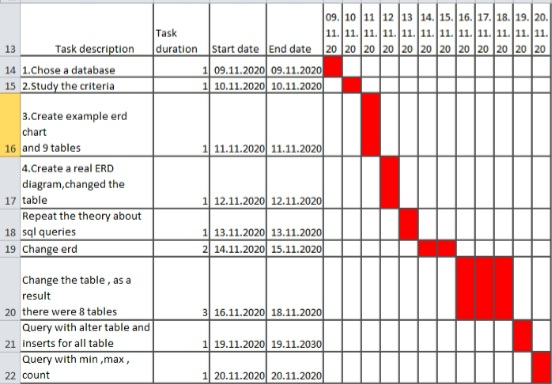 09. 10 11 12 13 14. 15. 16. 17. 18. 19. 20.
Task 11. 11. 11. 11. 11. 11. 11. 11. 11. 11. 11. 11.
13 Task description duration Start date End date 20 20 20 20 20 20 20 20 20 20 20 20
14 1.Chose a database 1 09.11.2020 09.11.2020
15 2.Study the criteria 1 10.11.2020 10.11.2020
3.Create example erd
chart
16 and 9 tables 1 11.11.2020 11.11.2020
4.Create a real ERD
diagram,changed the
17 table 1 12.11.2020 12.11.2020
Repeat the theory about
18 sql queries 1 13.11.2020 13.11.2020
19 Change erd 2 14.11.2020 15.11.2020
Change the table , as a
result
20 there were 8 tables 3 16.11.2020 18.11.2020
Query with alter table and
21 inserts for all table 1 19.11.2020 19.11.2030
Query with min ,max ,
22 count 1 20.11.2020 20.11.2020